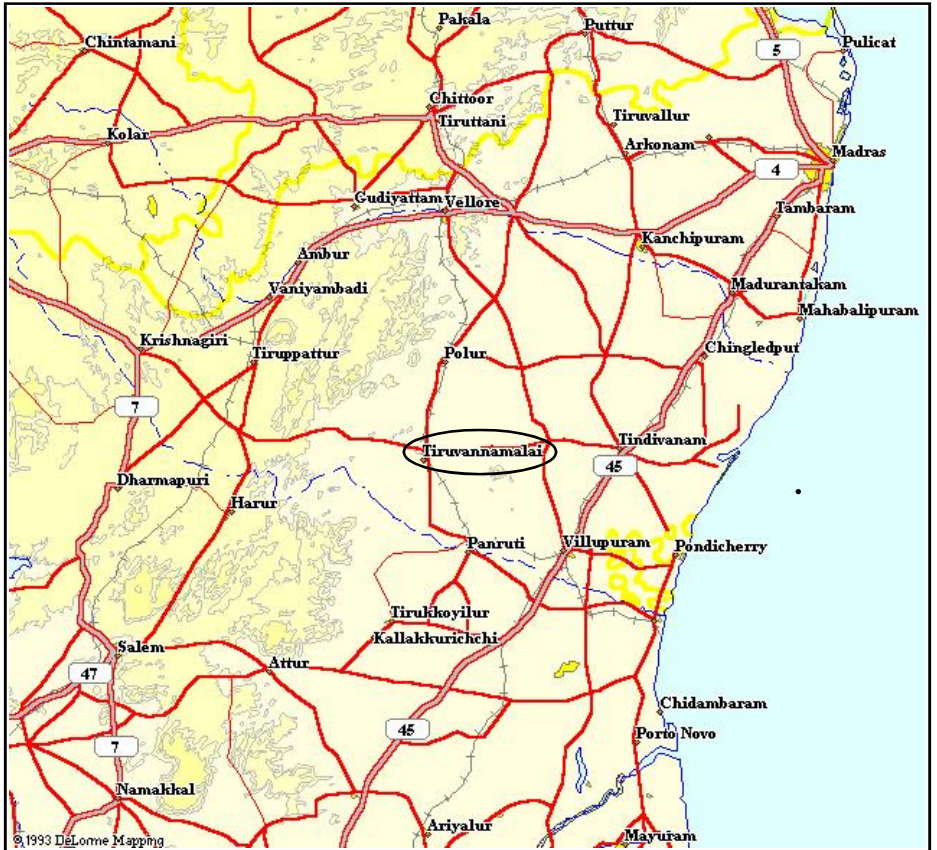 Pakala
Puttur
Chintamani
5
Pulicat
Chittoor
Tiruttani
Tiruvallur
Kolar
Arkonam
Madras
4
Gudiyattam
Vellore
Tambaram
Kanchipuram
Ambur
Vaniyambadi
Madurantakam
Mahabalipuram
Krishnagiri
Tiruppattur
Polur
Chingledput
7
Tiruvannamalai
Tindivanam
45
Dharmapuri
Harur
Panruti
Villupuram
Pondicherry
Tirukkoyilur
Kallakkurichchi
Salem
Attur
47
Chidambaram
45
Porto Novo
7
Namakkal
Ariyalur
Mayuram
© 1993 DeLorme Mapping